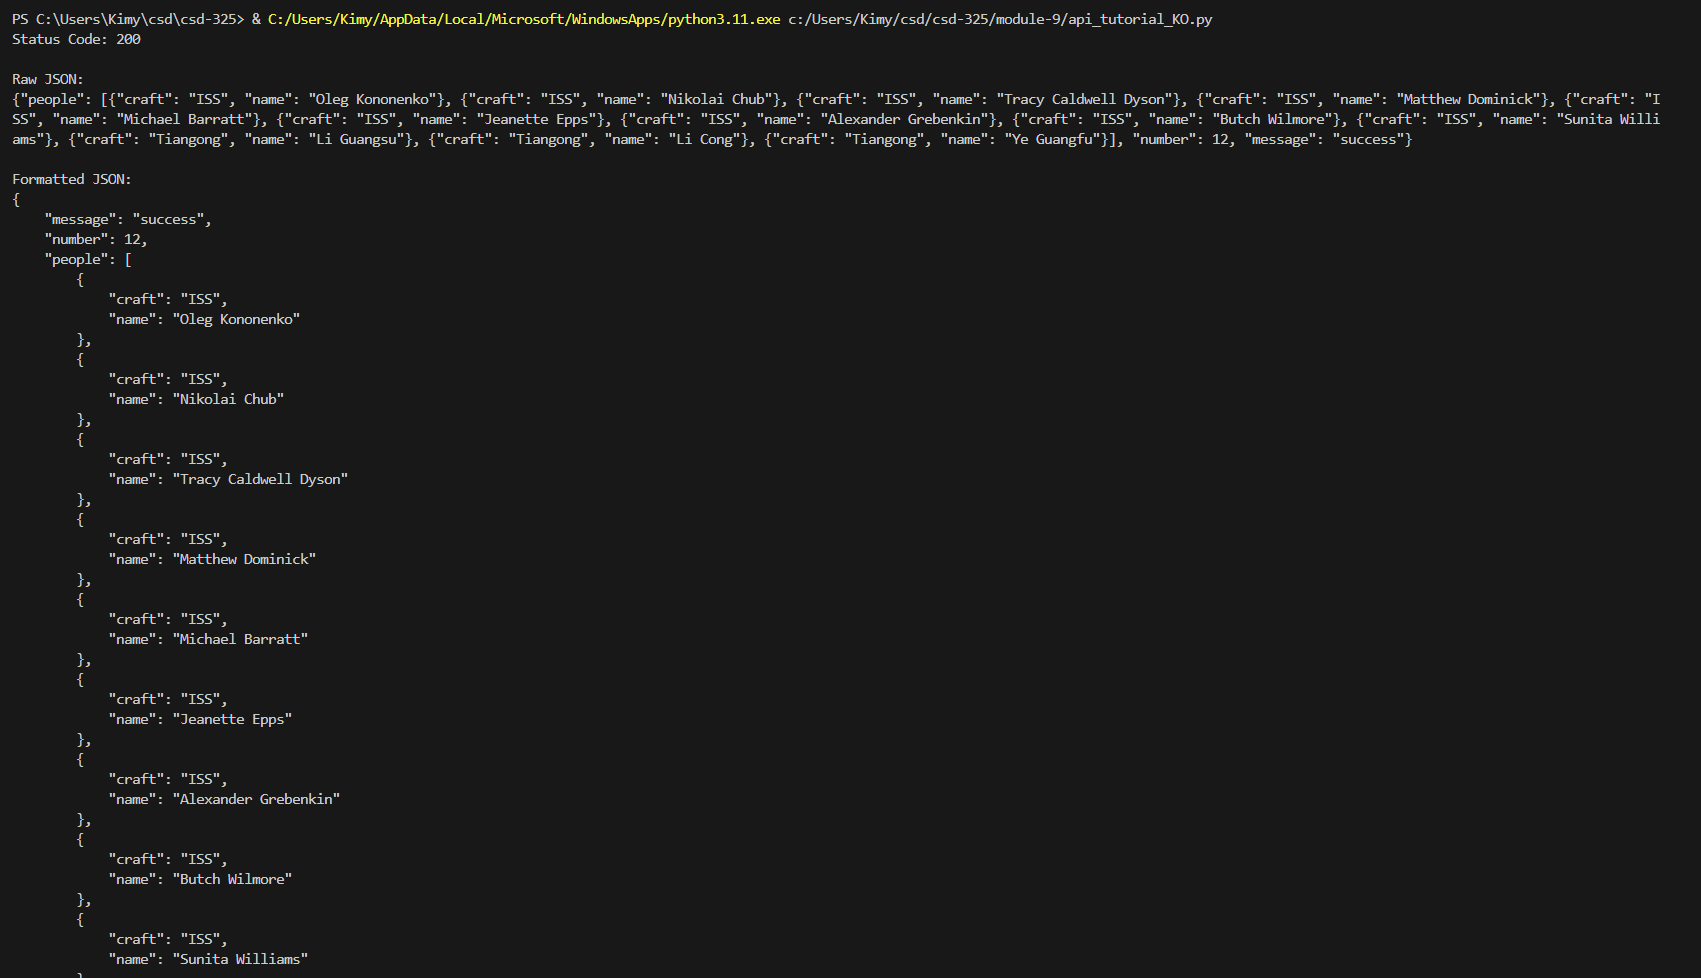 PS C:\Users\Kimy\csd\csd-325> & C:/Users/Kimy/AppData/Local/Microsoft/WindowsApps/python3.11.exe c:/Users/Kimy/csd/csd-325/module-9/api_tutorial_KO.py
Status Code: 200

Raw JSON:
{"people": [{"craft": "ISS", "name": "Oleg Kononenko"}, {"craft": "ISS", "name": "Nikolai Chub"}, {"craft": "ISS", "name": "Tracy Caldwell Dyson"}, {"craft": "ISS", "name": "Matthew Dominick"}, {"craft": "I
SS", "name": "Michael Barratt"}, {"craft": "ISS", "name": "Jeanette Epps"}, {"craft": "ISS", "name": "Alexander Grebenkin"}, {"craft": "ISS", "name": "Butch Wilmore"}, {"craft": "ISS", "name": "Sunita Willi
ams"}, {"craft": "Tiangong", "name": "Li Guangsu"}, {"craft": "Tiangong", "name": "Li Cong"}, {"craft": "Tiangong", "name": "Ye Guangfu"}], "number": 12, "message": "success"}

Formatted JSON:
{
    "message": "success",
    "number": 12,
    "people": [
        {
            "craft": "ISS",
            "name": "Oleg Kononenko"
        },
        {
            "craft": "ISS",
            "name": "Nikolai Chub"
        },
        {
            "craft": "ISS",
            "name": "Tracy Caldwell Dyson"
        },
        {
            "craft": "ISS",
            "name": "Matthew Dominick"
        },
        {
            "craft": "ISS",
            "name": "Michael Barratt"
        },
        {
            "craft": "ISS",
            "name": "Jeanette Epps"
        },
        {
            "craft": "ISS",
            "name": "Alexander Grebenkin"
        },
        {
            "craft": "ISS",
            "name": "Butch Wilmore"
        },
        {
            "craft": "ISS",
            "name": "Sunita Williams"